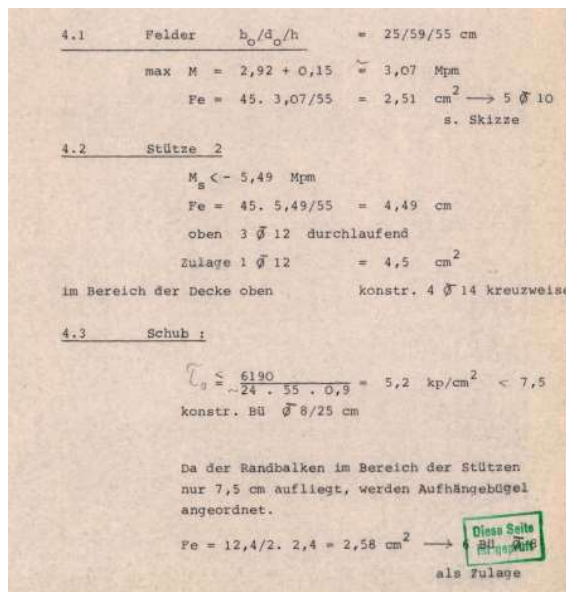 4.1 Felder b₀/d₀/h = 25/59/55 cm
max M = 2,92 + 0,15 ≅ 3,07 Mpm
Fe = 45. 3,07/55 = 2,51 cm² ⟶ 5 ∅ 10
s. Skizze
4.2 Stütze 2
Mₛ <- 5,49 Mpm
Fe = 45. 5,49/55 = 4,49 cm
oben 3 ∅ 12 durchlaufend
Zulage 1 ∅ 12 = 4,5 cm²
im Bereich der Decke oben konstr. 4 ∅ 14 kreuzweise
4.3 Schub :
τ₀ ≤ 6190 / ~24 . 55 . 0,9 = 5,2 kp/cm² < 7,5
konstr. Bü ∅ 8/25 cm
Da der Randbalken im Bereich der Stützen
nur 7,5 cm aufliegt, werden Aufhängebügel
angeordnet.
Fe = 12,4/2. 2,4 = 2,58 cm² ⟶ 6 Bü ∅ 8
Diese Seite
ist geprüft
als Zulage